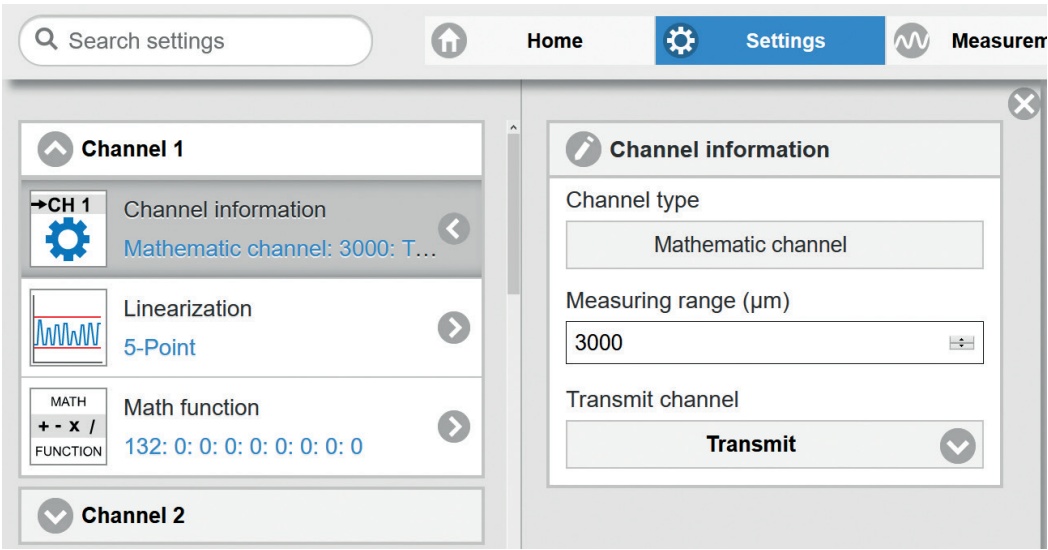 Search settings
Home
Settings
Measurem
Channel 1
→CH 1
Channel information
Mathematic channel: 3000: T...
Linearization
5-Point
MATH
+ - x /
FUNCTION
Math function
132: 0: 0: 0: 0: 0: 0: 0: 0
Channel 2
Channel information
Channel type
Mathematic channel
Measuring range (µm)
3000
Transmit channel
Transmit